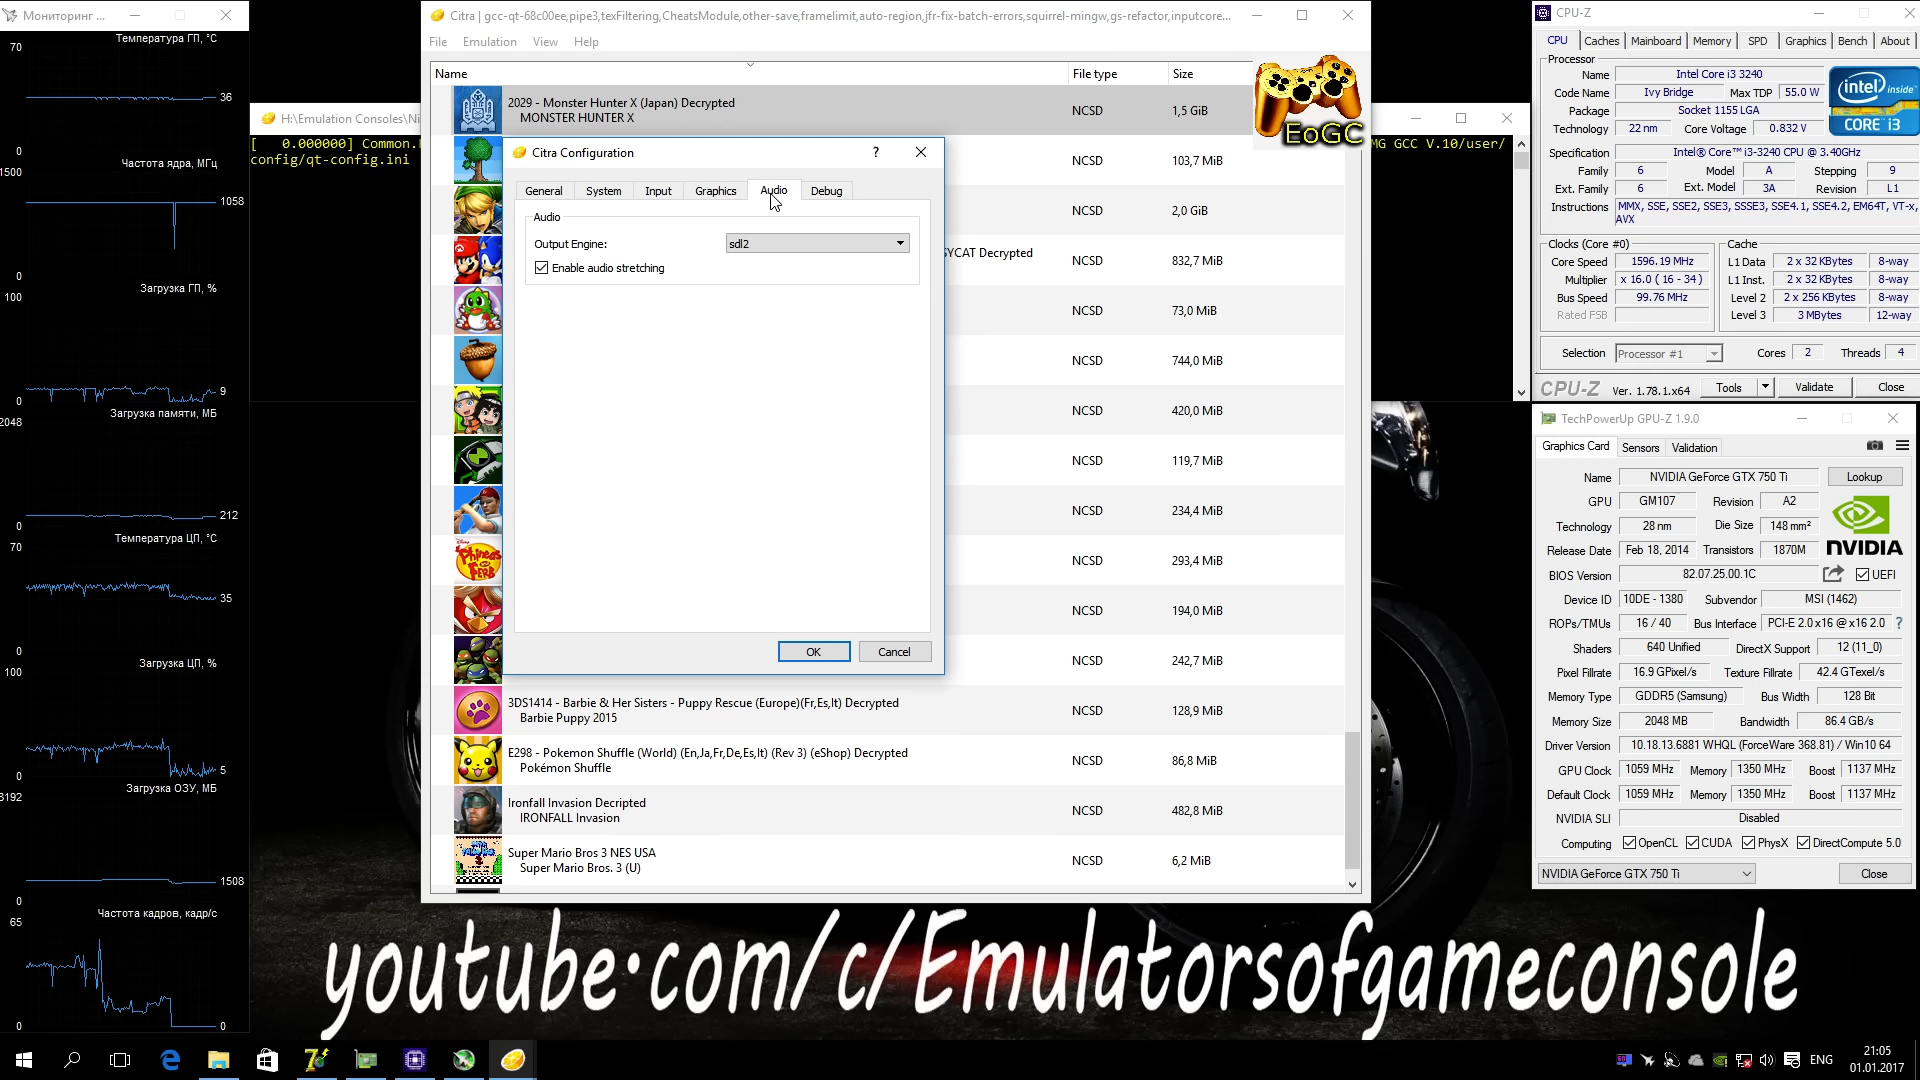 Мониторинг ...
Температура ГП, °C
70
36
0
Частота ядра, МГц
1500
1058
0
Загрузка ГП, %
100
9
0
Загрузка памяти, МБ
2048
212
0
Температура ЦП, °C
70
35
0
Загрузка ЦП, %
100
5
0
Загрузка ОЗУ, МБ
8192
1508
0
Частота кадров, кадр/с
65
0
0
H:\Emulation Consoles\Ni
[   0.000000] Common.
config/qt-config.ini
MG GCC V.10/user/
Citra | gcc-qt-68c00ee,pipe3,texFiltering,CheatsModule,other-save,framelimit,auto-region,jfr-fix-batch-errors,squirrel-mingw,gs-refactor,inputcore...
File Emulation View Help
Name File type Size
2029 - Monster Hunter X (Japan) Decrypted
MONSTER HUNTER X
NCSD 1,5 GiB
NCSD 103,7 MiB
NCSD 2,0 GiB
YCAT Decrypted
NCSD 832,7 MiB
NCSD 73,0 MiB
NCSD 744,0 MiB
NCSD 420,0 MiB
NCSD 119,7 MiB
NCSD 234,4 MiB
Disney Phineas and Ferb
NCSD 293,4 MiB
NCSD 194,0 MiB
NCSD 242,7 MiB
3DS1414 - Barbie & Her Sisters - Puppy Rescue (Europe)(Fr,Es,It) Decrypted
Barbie Puppy 2015
NCSD 128,9 MiB
E298 - Pokemon Shuffle (World) (En,Ja,Fr,De,Es,It) (Rev 3) (eShop) Decrypted
Pokémon Shuffle
NCSD 86,8 MiB
Ironfall Invasion Decripted
IRONFALL Invasion
NCSD 482,8 MiB
Super Mario Bros 3 NES USA
Super Mario Bros. 3 (U)
NCSD 6,2 MiB
EoGC
Citra Configuration ?
General System Input Graphics Audio Debug
Audio
Output Engine: sdl2
Enable audio stretching
OK Cancel
CPU-Z
CPU Caches Mainboard Memory SPD Graphics Bench About
Processor
Name Intel Core i3 3240
Code Name Ivy Bridge Max TDP 55.0 W
Package Socket 1155 LGA
Technology 22 nm Core Voltage 0.832 V
intel inside
CORE i3
Specification Intel® Core™ i3-3240 CPU @ 3.40GHz
Family 6 Model A Stepping 9
Ext. Family 6 Ext. Model 3A Revision L1
Instructions MMX, SSE, SSE2, SSE3, SSSE3, SSE4.1, SSE4.2, EM64T, VT-x,
AVX
Clocks (Core #0) Cache
Core Speed 1596.19 MHz L1 Data 2 x 32 KBytes 8-way
Multiplier x 16.0 ( 16 - 34 ) L1 Inst. 2 x 32 KBytes 8-way
Bus Speed 99.76 MHz Level 2 2 x 256 KBytes 8-way
Rated FSB Level 3 3 MBytes 12-way
Selection Processor #1 Cores 2 Threads 4
CPU-Z Ver. 1.78.1.x64 Tools Validate Close
TechPowerUp GPU-Z 1.9.0
Graphics Card Sensors Validation
Name NVIDIA GeForce GTX 750 Ti Lookup
GPU GM107 Revision A2
Technology 28 nm Die Size 148 mm²
Release Date Feb 18, 2014 Transistors 1870M
NVIDIA
BIOS Version 82.07.25.00.1C UEFI
Device ID 10DE - 1380 Subvendor MSI (1462)
ROPs/TMUs 16 / 40 Bus Interface PCI-E 2.0 x16 @ x16 2.0 ?
Shaders 640 Unified DirectX Support 12 (11_0)
Pixel Fillrate 16.9 GPixel/s Texture Fillrate 42.4 GTexel/s
Memory Type GDDR5 (Samsung) Bus Width 128 Bit
Memory Size 2048 MB Bandwidth 86.4 GB/s
Driver Version 10.18.13.6881 WHQL (ForceWare 368.81) / Win10 64
GPU Clock 1059 MHz Memory 1350 MHz Boost 1137 MHz
Default Clock 1059 MHz Memory 1350 MHz Boost 1137 MHz
NVIDIA SLI Disabled
Computing OpenCL CUDA PhysX DirectCompute 5.0
NVIDIA GeForce GTX 750 Ti Close
youtube.com/c/Emulatorsofgameconsole
ENG
21:05
01.01.2017